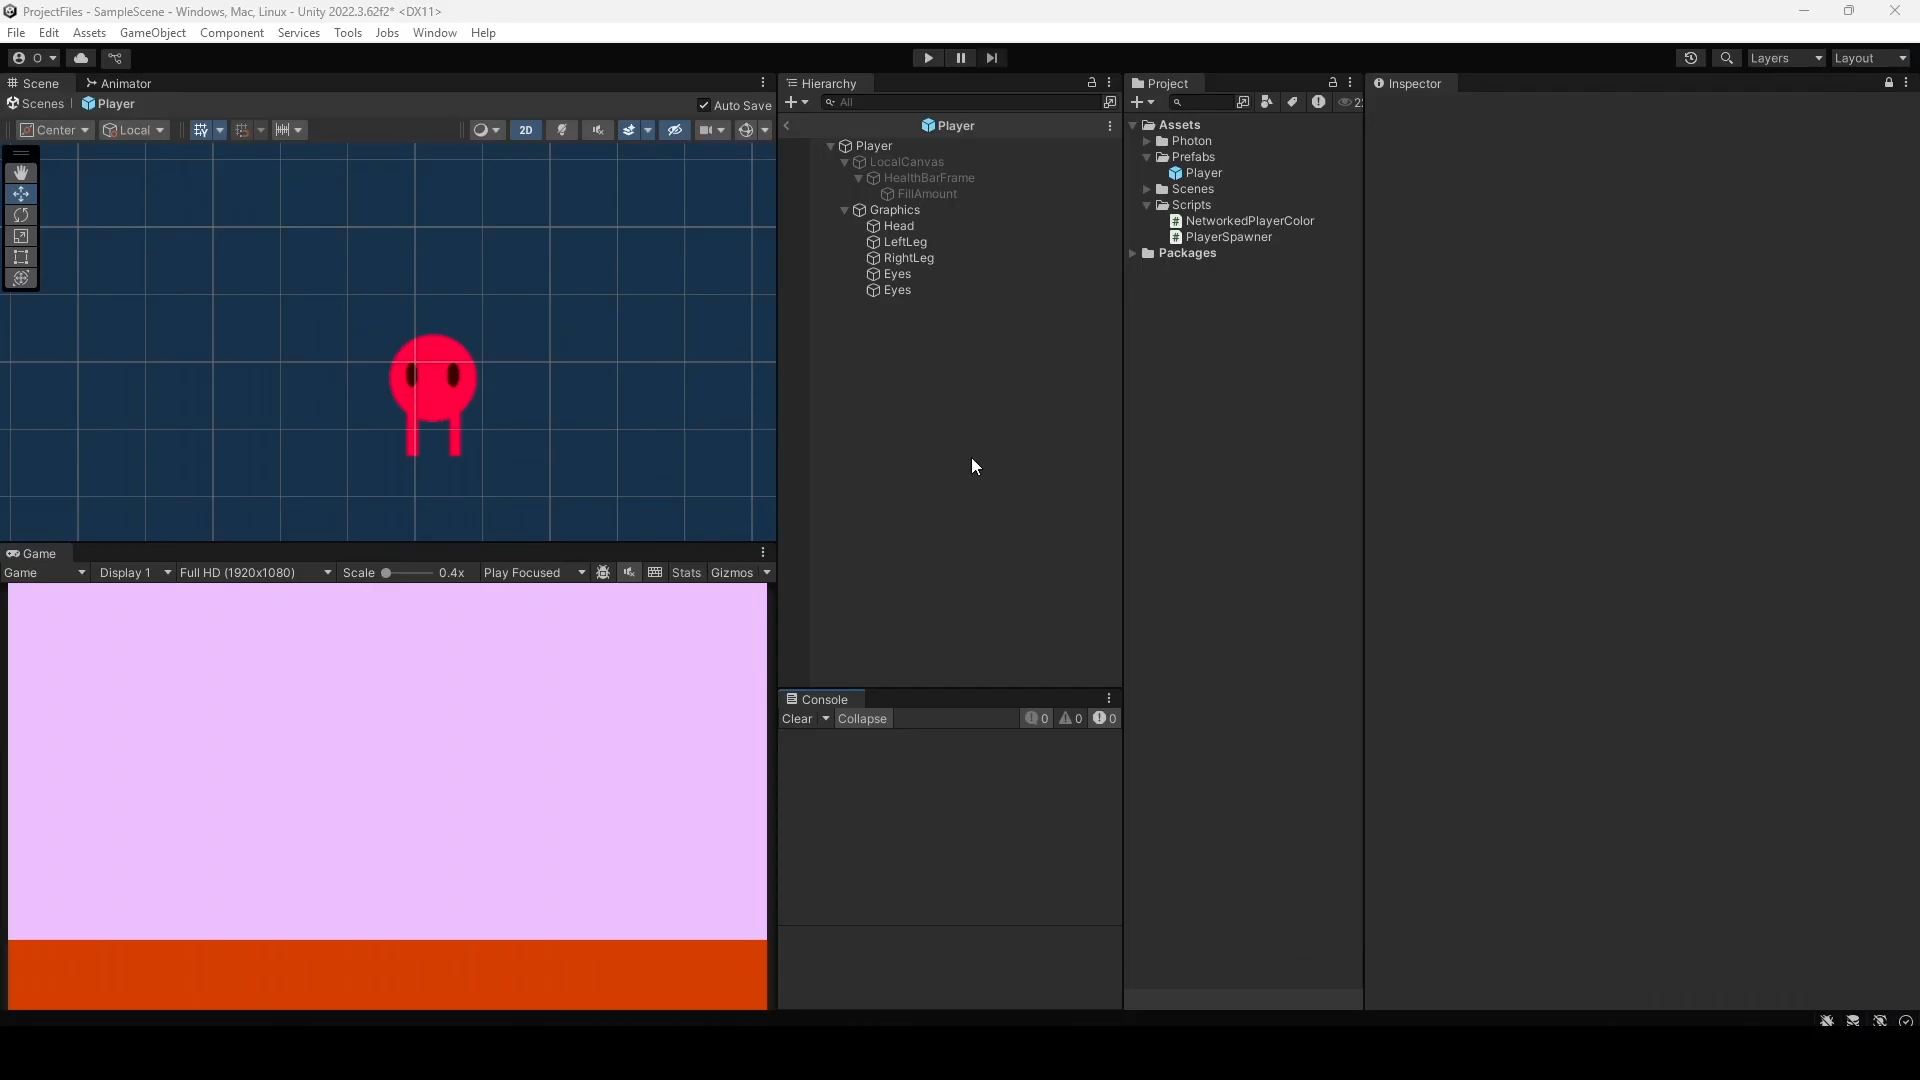 ProjectFiles - SampleScene - Windows, Mac, Linux - Unity 2022.3.62f2* <DX11>
File Edit Assets GameObject Component Services Tools Jobs Window Help
O
Layers Layout
Scene Animator
Scenes | Player
Auto Save
Center Local 2D
Game
Game Display 1 Full HD (1920x1080) Scale 0.4x Play Focused Stats Gizmos
Hierarchy
All
Player
Player
LocalCanvas
HealthBarFrame
FillAmount
Graphics
Head
LeftLeg
RightLeg
Eyes
Eyes
Console
Clear Collapse 0 0 0
Project
Assets
Photon
Prefabs
Player
Scenes
Scripts
NetworkedPlayerColor
PlayerSpawner
Packages
Inspector